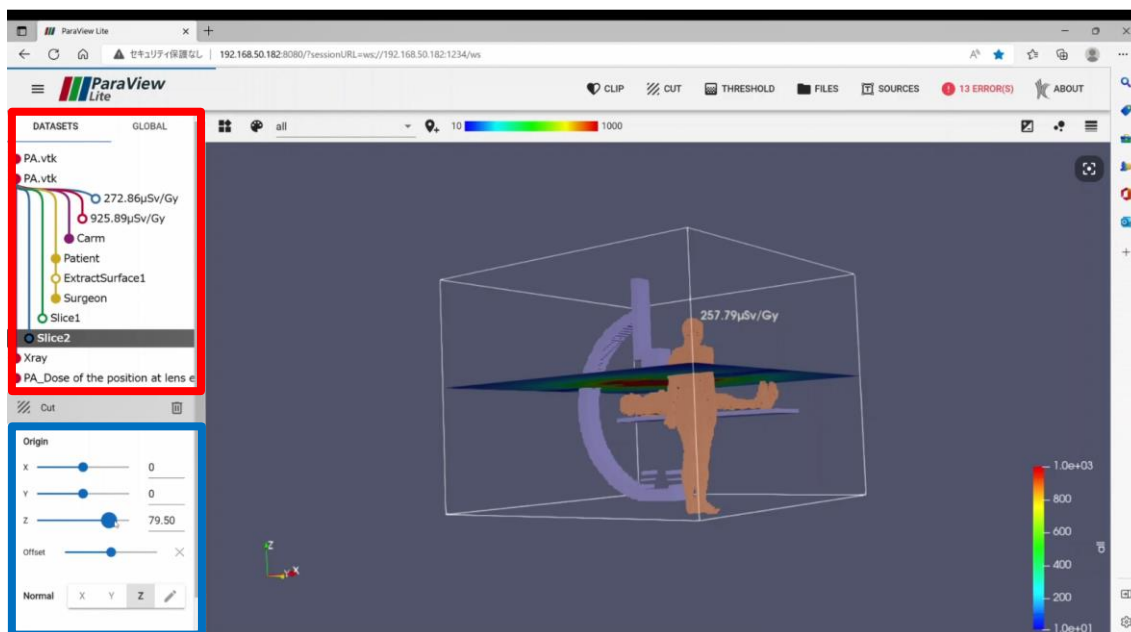 ParaView Lite
セキュリティ保護なし 192.168.50.182:8080/?sessionURL=ws://192.168.50.182:1234/ws
ParaView
Lite
CLIP CUT THRESHOLD FILES SOURCES 13 ERROR(S) ABOUT
DATASETS GLOBAL
all 10 1000
PA.vtk
PA.vtk
272.86μSv/Gy
925.89μSv/Gy
Carm
Patient
ExtractSurface1
Surgeon
Slice1
Slice2
Xray
PA_Dose of the position at lens e
Cut
Origin
X 0
Y 0
Z 79.50
Offset
Normal X Y Z
257.79μSv/Gy
Z
Y X
1.0e+03
800
600
400
200
1.0e+01
all